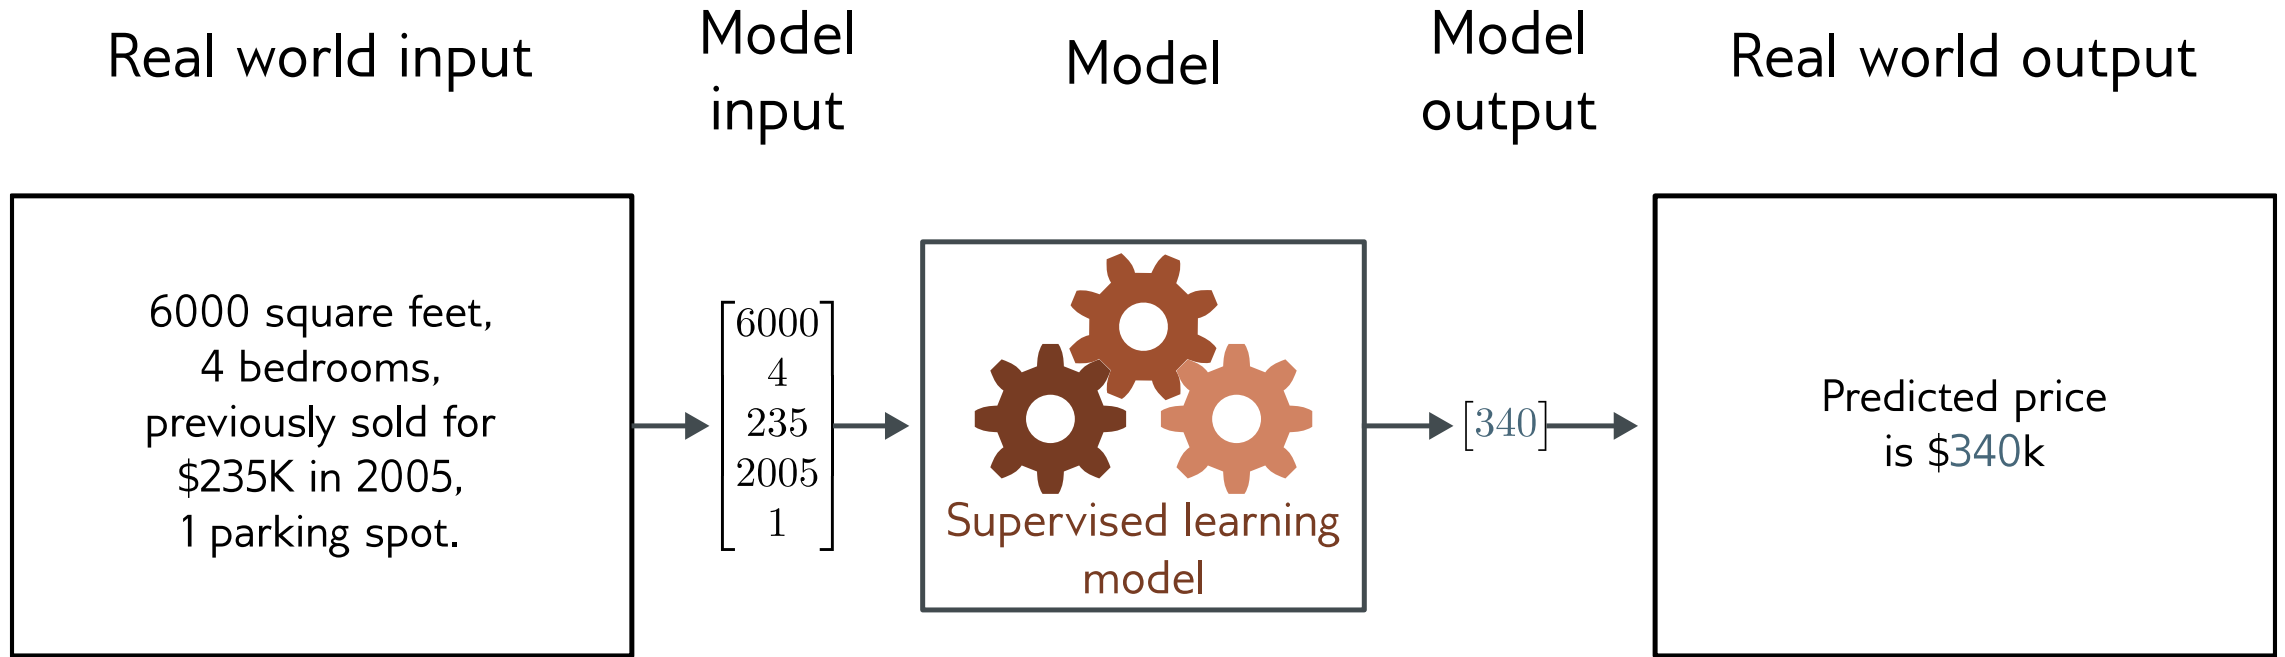 Real world input
Model
input
Model
Model
output
Real world output
6000 square feet,
4 bedrooms,
previously sold for
$235K in 2005,
1 parking spot.
6000
4
235
2005
1
Supervised learning
model
[340]
Predicted price
is $340k